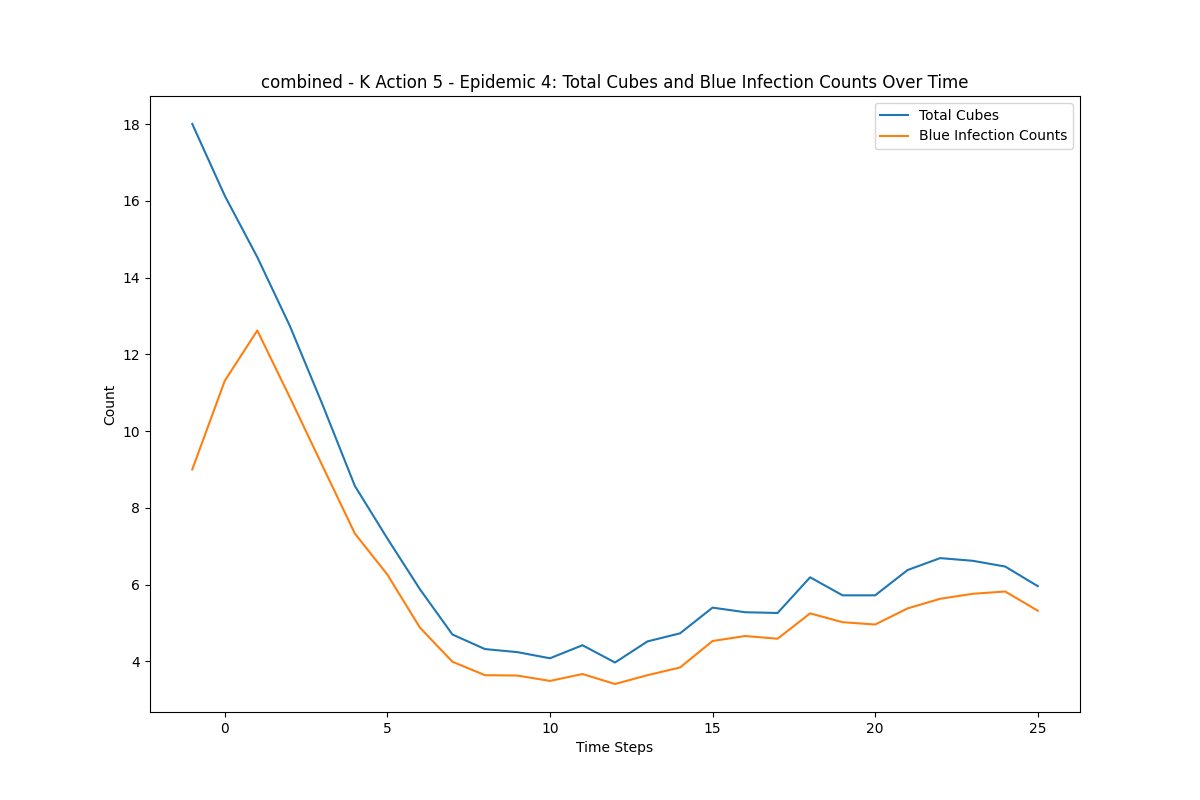 combined - K Action 5 - Epidemic 4: Total Cubes and Blue Infection Counts Over Time
Total Cubes
Blue Infection Counts
18
16
14
12
10
8
6
4
Count
0 5 10 15 20 25
Time Steps